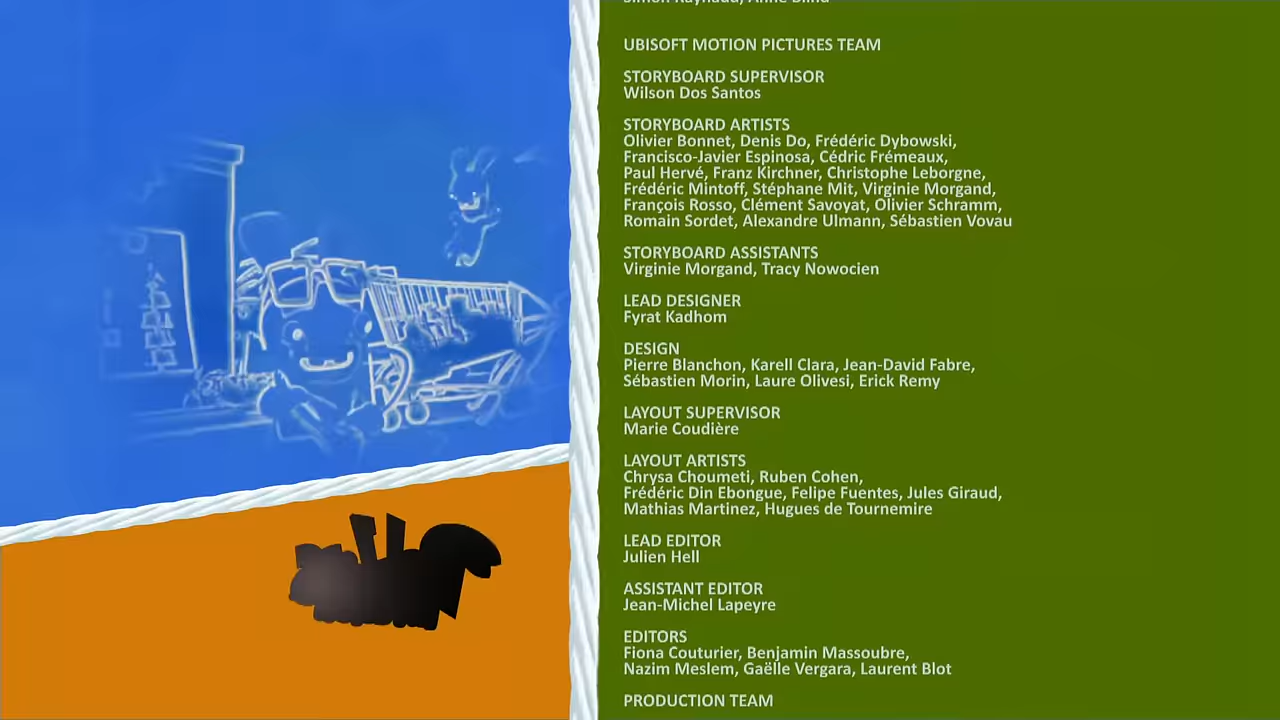 UBISOFT MOTION PICTURES TEAM
STORYBOARD SUPERVISOR
Wilson Dos Santos
STORYBOARD ARTISTS
Olivier Bonnet, Denis Do, Frédéric Dybowski,
Francisco-Javier Espinosa, Cédric Frémeaux,
Paul Hervé, Franz Kirchner, Christophe Leborgne,
Frédéric Mintoff, Stéphane Mit, Virginie Morgand,
François Rosso, Clément Savoyat, Olivier Schramm,
Romain Sordet, Alexandre Ulmann, Sébastien Vovau
STORYBOARD ASSISTANTS
Virginie Morgand, Tracy Nowocien
LEAD DESIGNER
Fyrat Kadhom
DESIGN
Pierre Blanchon, Karell Clara, Jean-David Fabre,
Sébastien Morin, Laure Olivesi, Erick Remy
LAYOUT SUPERVISOR
Marie Coudière
LAYOUT ARTISTS
Chrysa Choumeti, Ruben Cohen,
Frédéric Din Ebongue, Felipe Fuentes, Jules Giraud,
Mathias Martinez, Hugues de Tournemire
LEAD EDITOR
Julien Hell
ASSISTANT EDITOR
Jean-Michel Lapeyre
EDITORS
Fiona Couturier, Benjamin Massoubre,
Nazim Meslem, Gaëlle Vergara, Laurent Blot
PRODUCTION TEAM